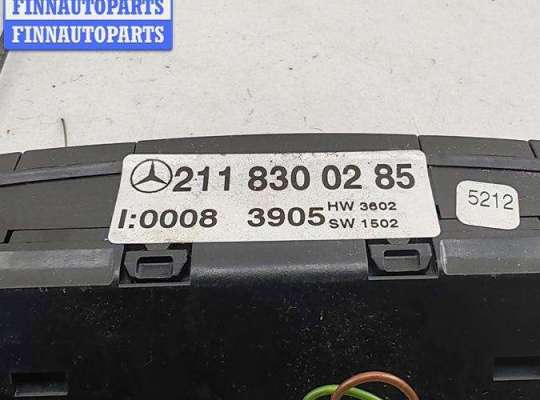 FINNAUTOPARTS
FINNAUTOPARTS
211 830 02 85
I:0008 3905 HW 3602
SW 1502
5212